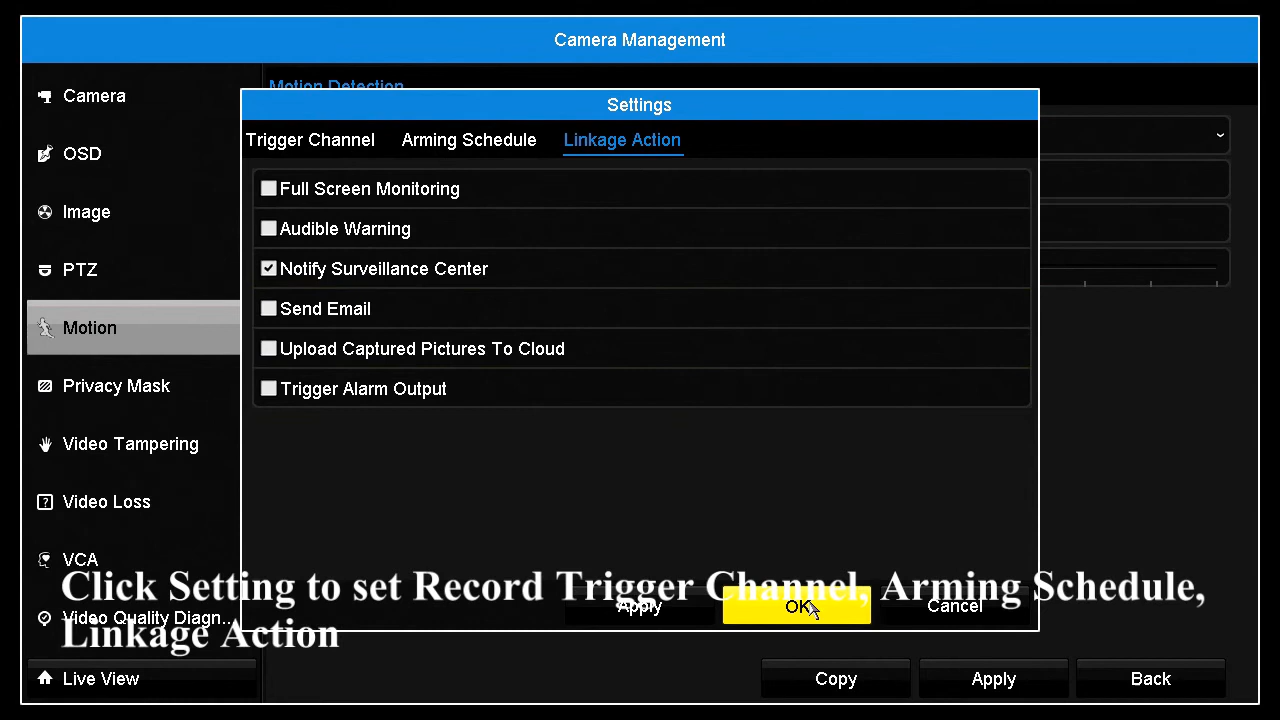 Camera Management
Camera
OSD
Image
PTZ
Motion
Privacy Mask
Video Tampering
Video Loss
VCA
Video Quality Diagn..
Live View
Motion Detection
Settings
Trigger Channel Arming Schedule Linkage Action
Full Screen Monitoring
Audible Warning
Notify Surveillance Center
Send Email
Upload Captured Pictures To Cloud
Trigger Alarm Output
Apply OK Cancel
Click Setting to set Record Trigger Channel, Arming Schedule,
Linkage Action
Copy Apply Back